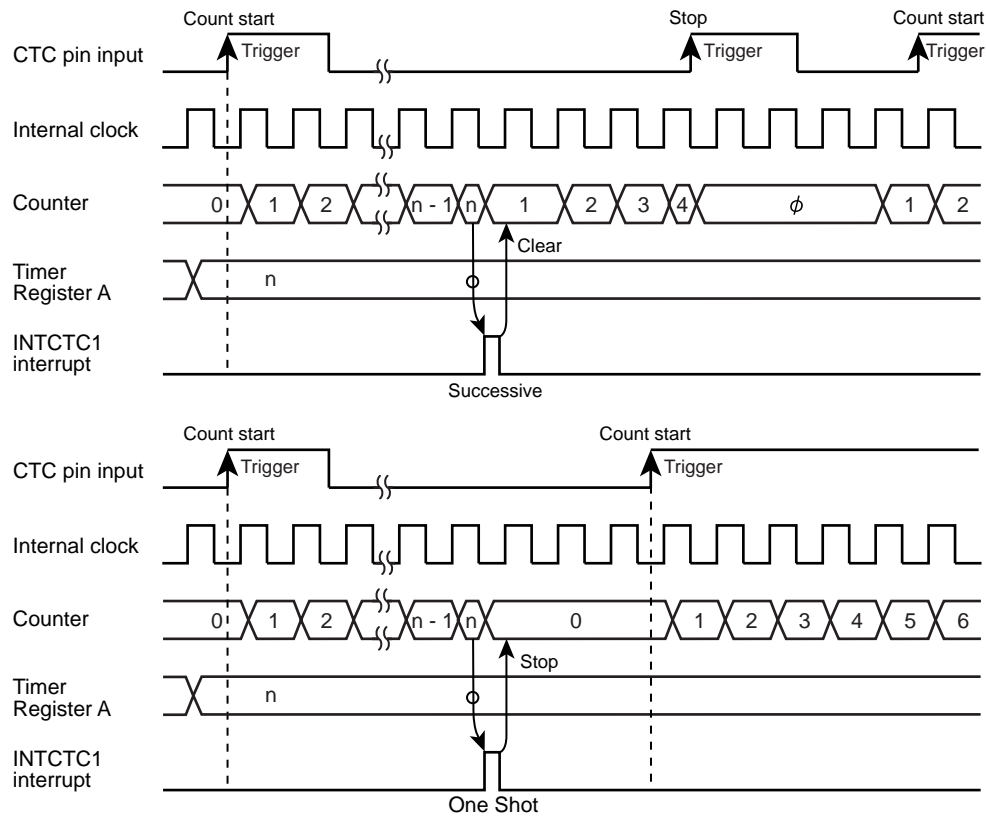 Count start Stop Count start
CTC pin input Trigger Trigger Trigger
Internal clock
Counter 0 1 2 n - 1 n 1 2 3 4 ϕ 1 2
Clear
Timer
Register A n
INTCTC1
interrupt
Successive
Count start Count start
CTC pin input Trigger Trigger
Internal clock
Counter 0 1 2 n - 1 n 0 1 2 3 4 5 6
Stop
Timer
Register A n
INTCTC1
interrupt
One Shot